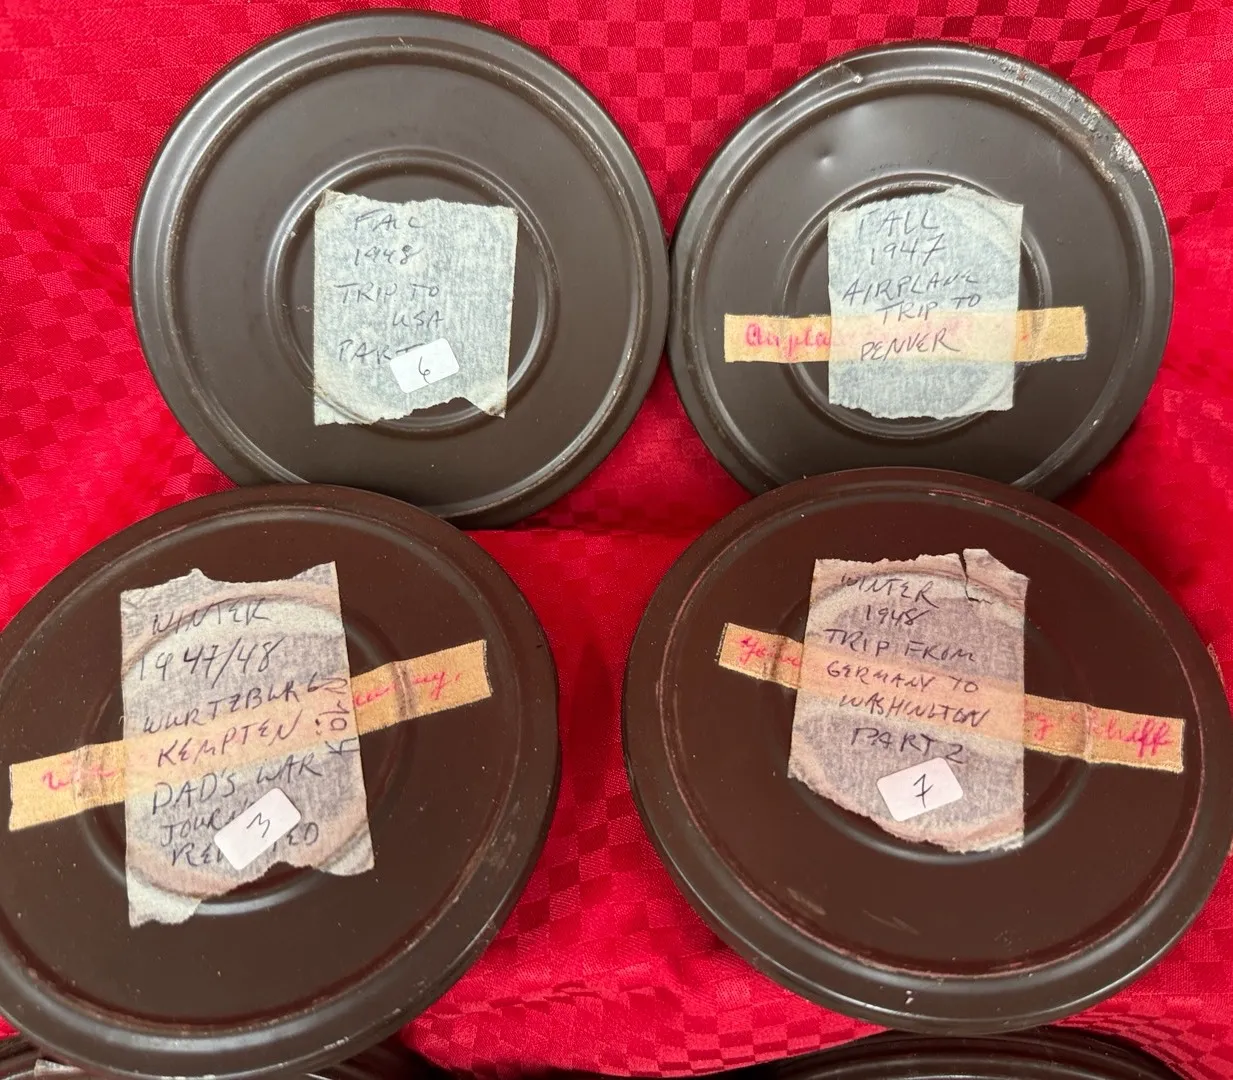 FALL
1948
TRIP TO
USA
PART
6
FALL
1947
AIRPLANE
TRIP TO
DENVER
WINTER
1947/48
WURTZBURG
KEMPTEN
DAD'S WAR
3
WINTER
1948
TRIP FROM
GERMANY TO
WASHINGTON
PART 2
7